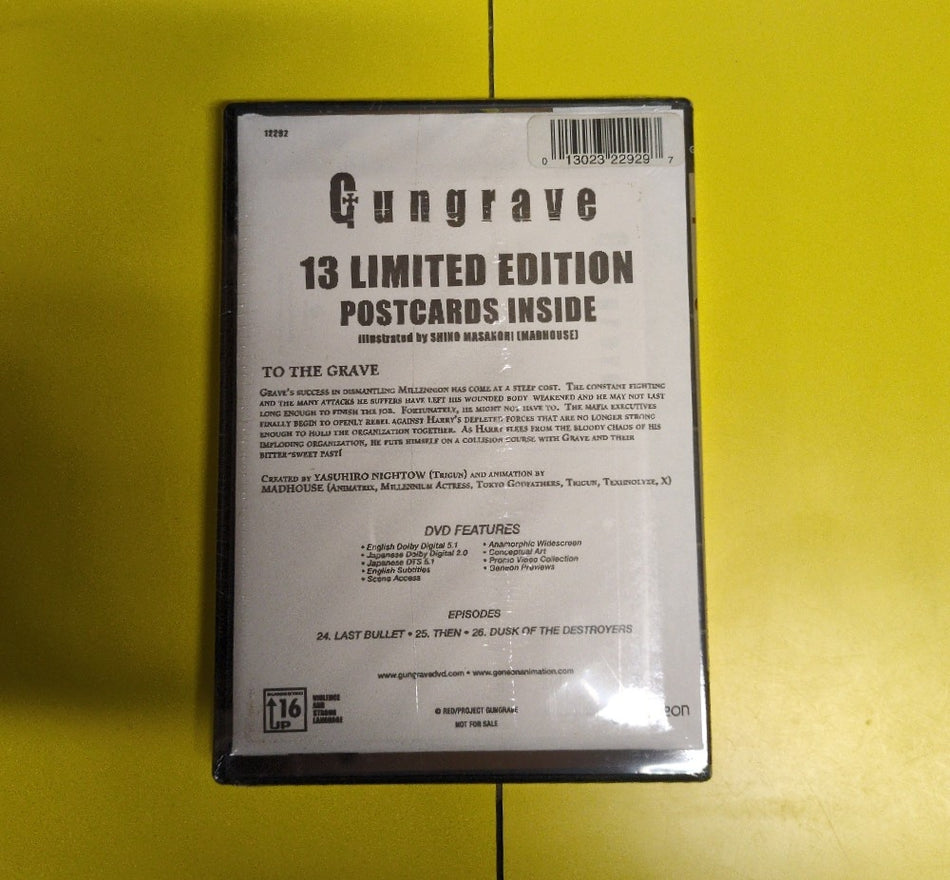 12292
0 13023 22929 7
Gungrave
13 LIMITED EDITION
POSTCARDS INSIDE
illustrated by SHINO MASANORI (MADHOUSE)
TO THE GRAVE
GRAVE'S SUCCESS IN DISMANTLING MILLENNION HAS COME AT A STEEP COST. THE CONSTANT FIGHTING
AND THE MANY ATTACKS HE SUFFERS HAVE LEFT HIS WOUNDED BODY WEAKENED AND HE MAY NOT LAST
LONG ENOUGH TO FINISH THE JOB. FORTUNATELY, HE MIGHT NOT HAVE TO. THE MAFIA EXECUTIVES
FINALLY BEGIN TO OPENLY REBEL AGAINST HARRY'S DEPLETED FORCES THAT ARE NO LONGER STRONG
ENOUGH TO HOLD THE ORGANIZATION TOGETHER. AS HARRY FLEES FROM THE BLOODY CHAOS OF HIS
IMPLODING ORGANIZATION, HE PUTS HIMSELF ON A COLLISION COURSE WITH GRAVE AND THEIR
BITTER-SWEET PAST!
CREATED BY YASUHIRO NIGHTOW (TRIGUN) AND ANIMATION BY
MADHOUSE (ANIMATRIX, MILLENNIUM ACTRESS, TOKYO GODFATHERS, TRIGUN, TEXHNOLYZE, X)
DVD FEATURES
• English Dolby Digital 5.1
• Japanese Dolby Digital 2.0
• Japanese DTS 5.1
• English Subtitles
• Scene Access
• Anamorphic Widescreen
• Conceptual Art
• Promo Video Collection
• Geneon Previews
EPISODES
24. LAST BULLET • 25. THEN • 26. DUSK OF THE DESTROYERS
www.gungravedvd.com • www.geneonanimation.com
SUGGESTED
16
UP
VIOLENCE
AND
STRONG
LANGUAGE
© RED/PROJECT GUNGRAVE
NOT FOR SALE
eon